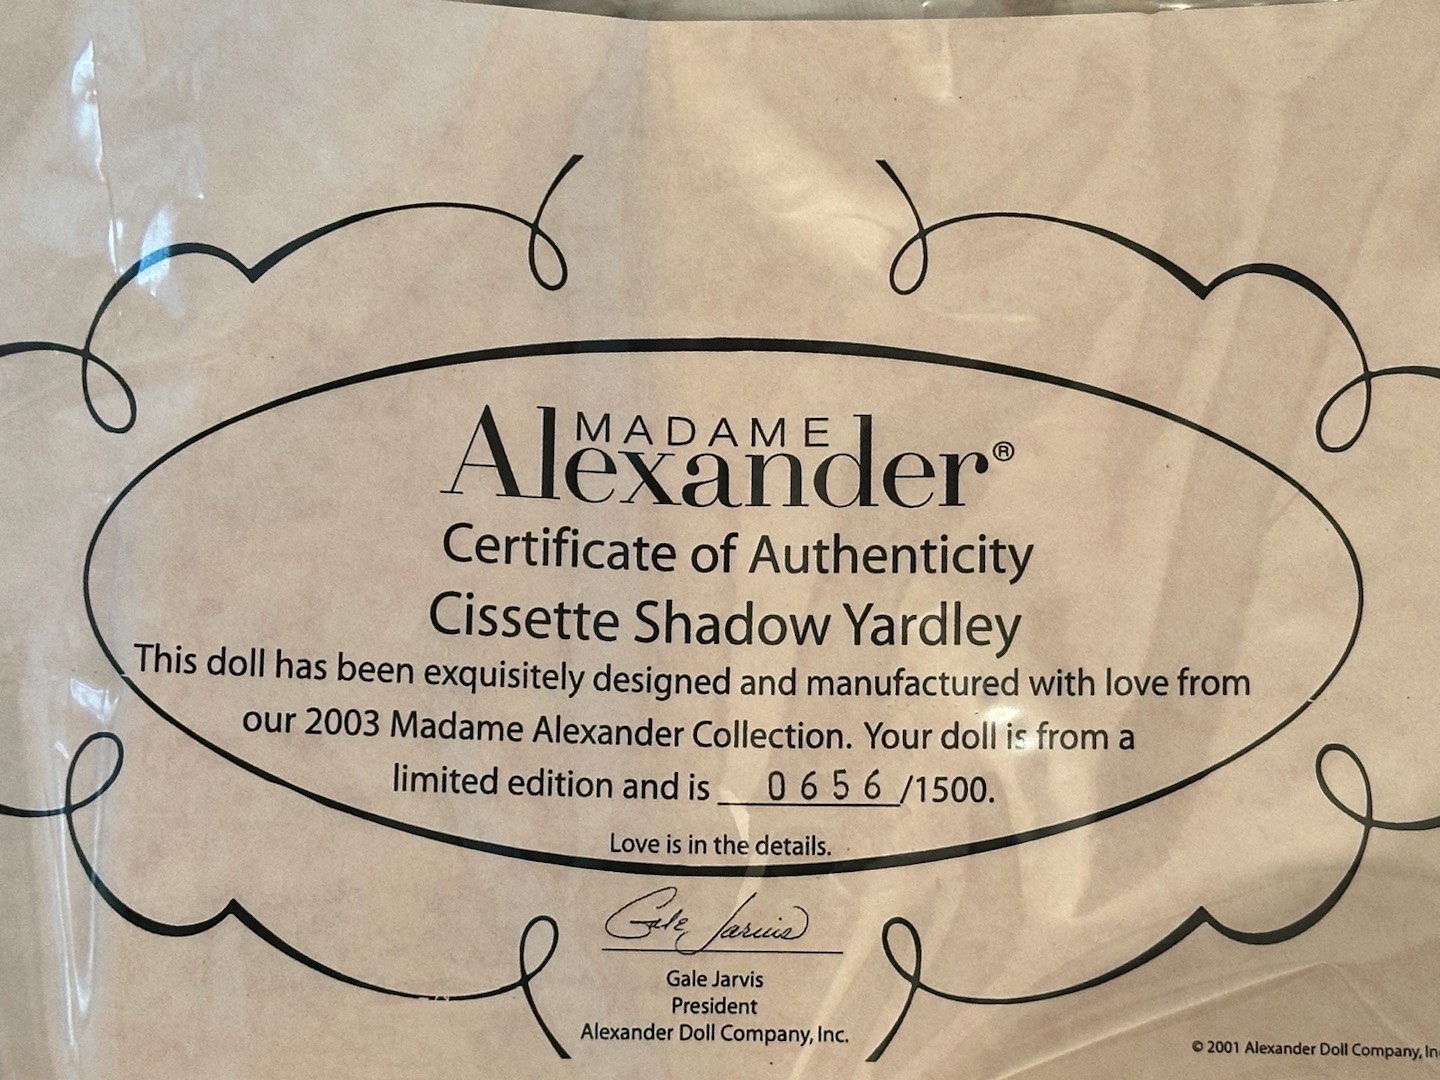 MADAME
Alexander®
Certificate of Authenticity
Cissette Shadow Yardley
This doll has been exquisitely designed and manufactured with love from
our 2003 Madame Alexander Collection. Your doll is from a
limited edition and is 0656/1500.
Love is in the details.
Gale Jarvis
Gale Jarvis
President
Alexander Doll Company, Inc.
© 2001 Alexander Doll Company, In